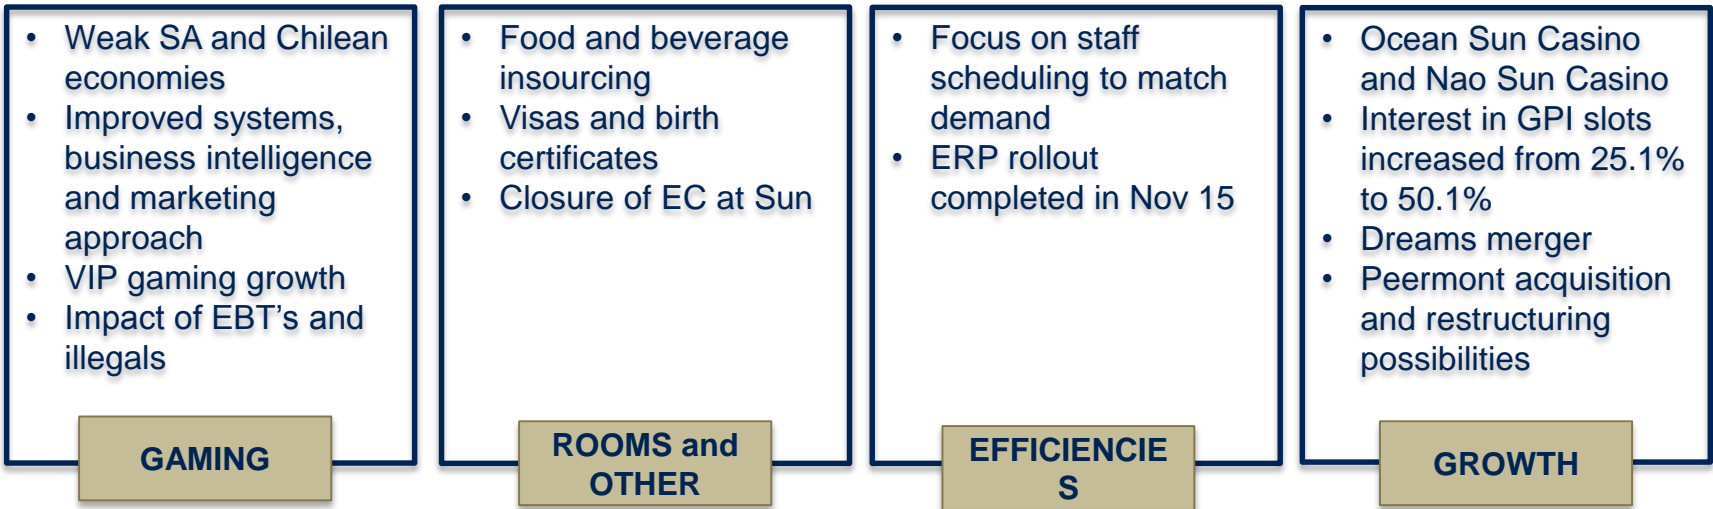 • Weak SA and Chilean
economies
• Improved systems,
business intelligence
and marketing
approach
• VIP gaming growth
• Impact of EBT’s and
illegals
GAMING
• Food and beverage
insourcing
• Visas and birth
certificates
• Closure of EC at Sun
ROOMS and
OTHER
• Focus on staff
scheduling to match
demand
• ERP rollout
completed in Nov 15
EFFICIENCIE
S
• Ocean Sun Casino
and Nao Sun Casino
• Interest in GPI slots
increased from 25.1%
to 50.1%
• Dreams merger
• Peermont acquisition
and restructuring
possibilities
GROWTH